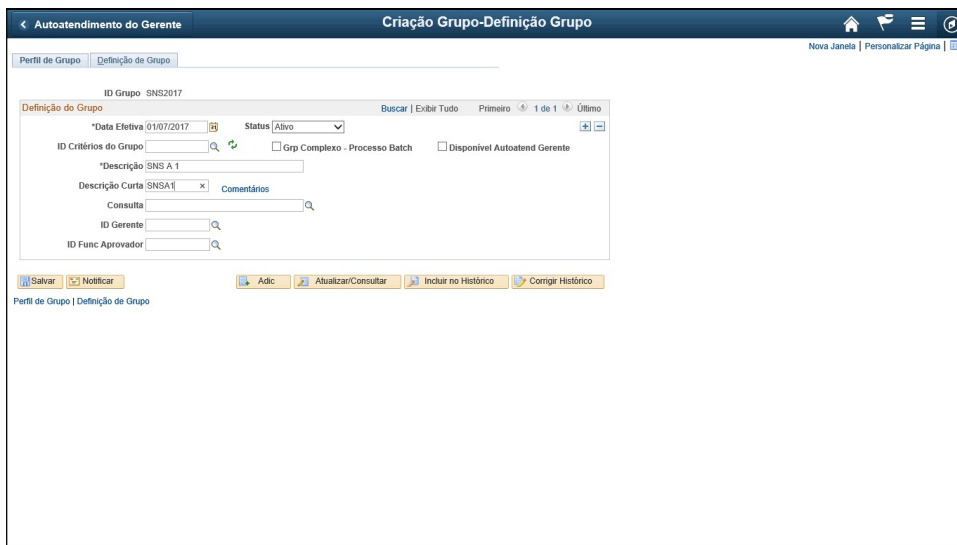 Autoatendimento do Gerente Criação Grupo-Definição Grupo
Nova Janela | Personalizar Página |
Perfil de Grupo Definição de Grupo
ID Grupo SNS2017
Definição do Grupo Buscar | Exibir Tudo Primeiro 1 de 1 Último
*Data Efetiva 01/07/2017 Status Ativo
ID Critérios do Grupo Grp Complexo - Processo Batch Disponível Autoatend Gerente
*Descrição SNS A 1
Descrição Curta SNSA1 × Comentários
Consulta
ID Gerente
ID Func Aprovador
Salvar Notificar Adic Atualizar/Consultar Incluir no Histórico Corrigir Histórico
Perfil de Grupo | Definição de Grupo